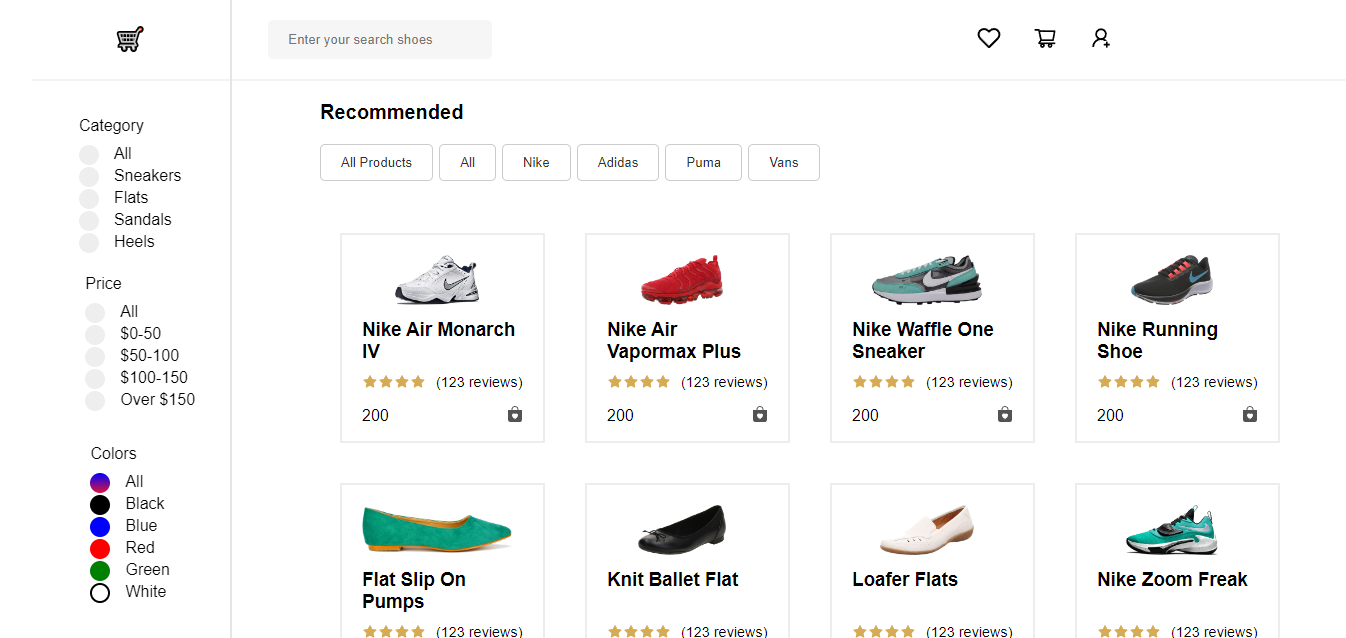 Enter your search shoes
Category
All
Sneakers
Flats
Sandals
Heels
Price
All
$0-50
$50-100
$100-150
Over $150
Colors
All
Black
Blue
Red
Green
White
Recommended
All Products
All
Nike
Adidas
Puma
Vans
Nike Air Monarch
IV
(123 reviews)
200
Nike Air
Vapormax Plus
(123 reviews)
200
Nike Waffle One
Sneaker
(123 reviews)
200
Nike Running
Shoe
(123 reviews)
200
Flat Slip On
Pumps
(123 reviews)
Knit Ballet Flat
(123 reviews)
Loafer Flats
(123 reviews)
Nike Zoom Freak
(123 reviews)